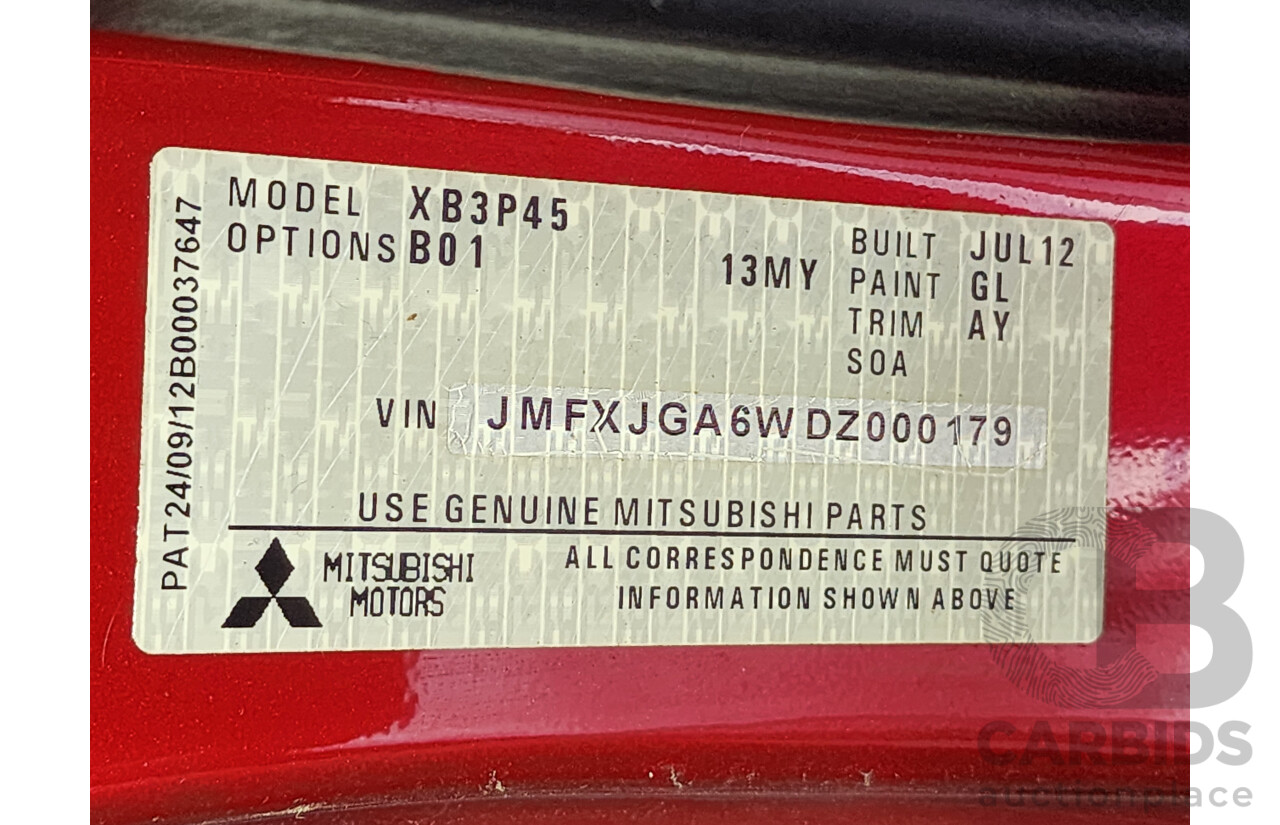 MODEL XB3P45
OPTIONS B01
13MY
BUILT JUL12
PAINT GL
TRIM AY
SOA
PAT24/09/12B00037647
VIN JMFXJGA6WDZ000179
USE GENUINE MITSUBISHI PARTS
MITSUBISHI
MOTORS
ALL CORRESPONDENCE MUST QUOTE
INFORMATION SHOWN ABOVE
CARBIDS
auctionplace